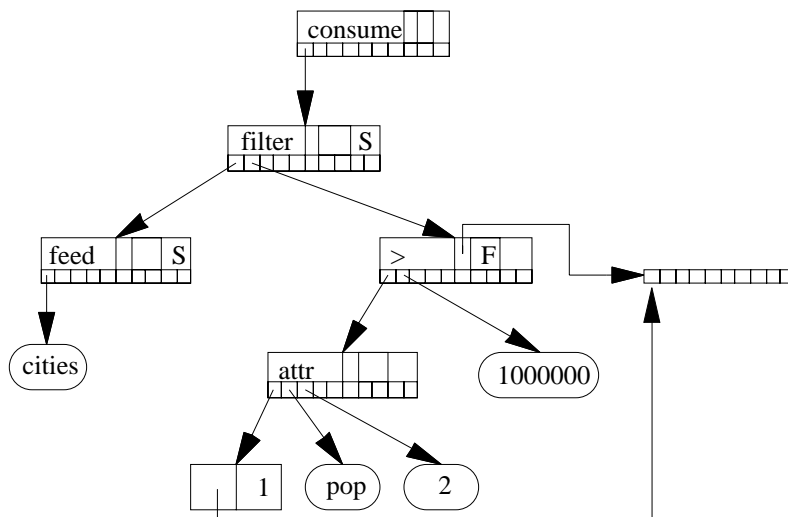 consume
filter S
feed S
> F
cities
attr
1000000
1
pop
2